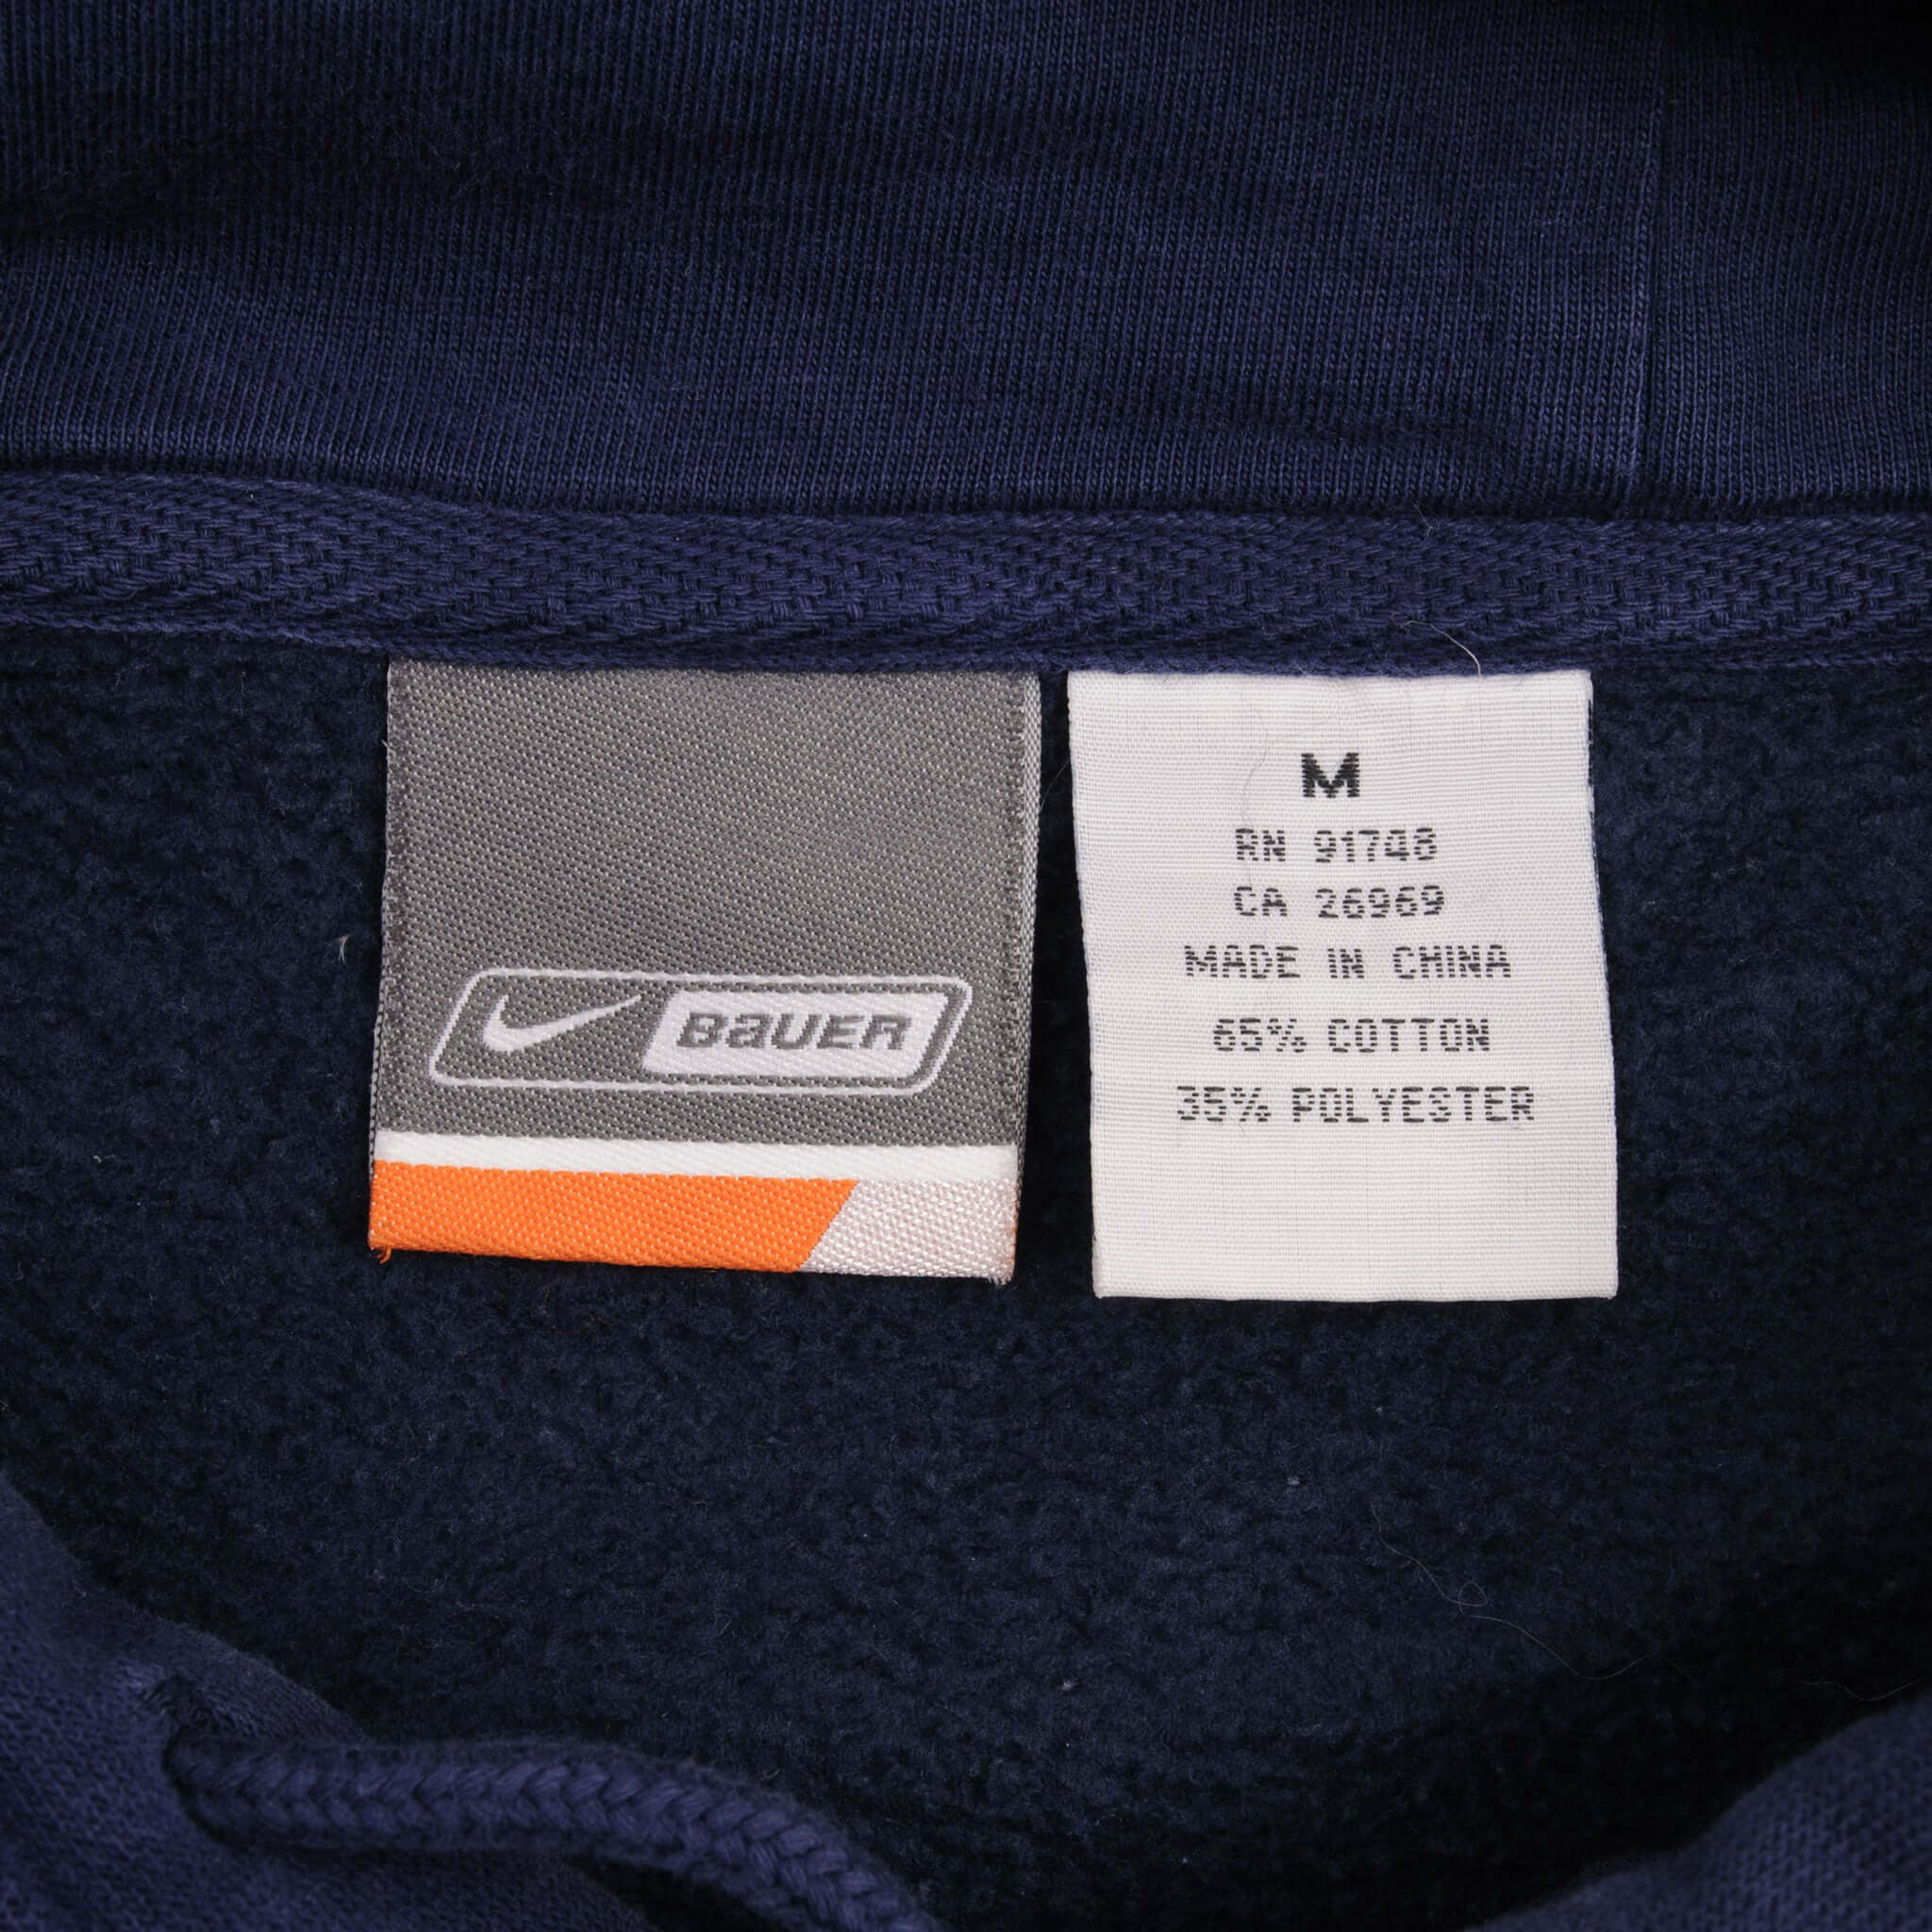 BaUER
M
RN 91748
CA 26969
MADE IN CHINA
65% COTTON
35% POLYESTER